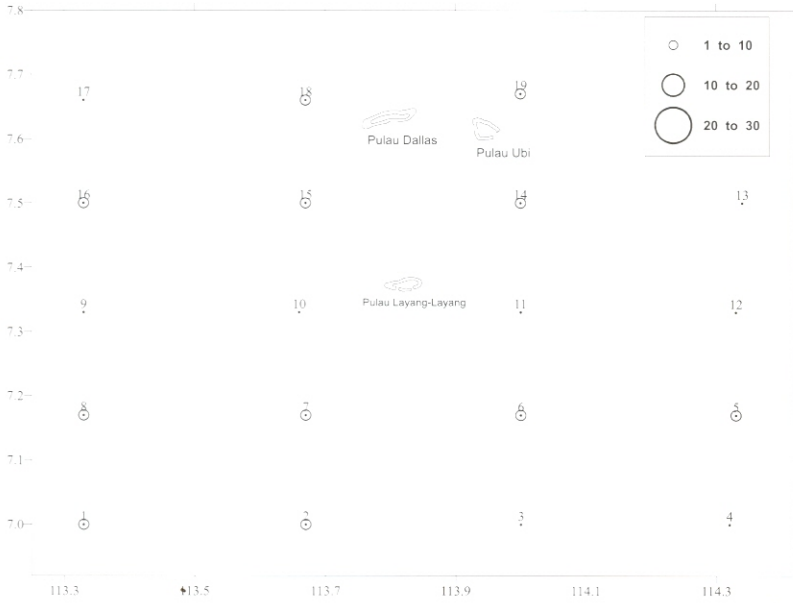 7.8
1 to 10
7.7
17 18 19
10 to 20
20 to 30
7.6
Pulau Dallas
Pulau Ubi
16 15 14 13
7.5
7.4
Pulau Layang-Layang
9 10 11 12
7.3
7.2
8 7 6 5
7.1
1 2 3 4
7.0
113.3 113.5 113.7 113.9 114.1 114.3